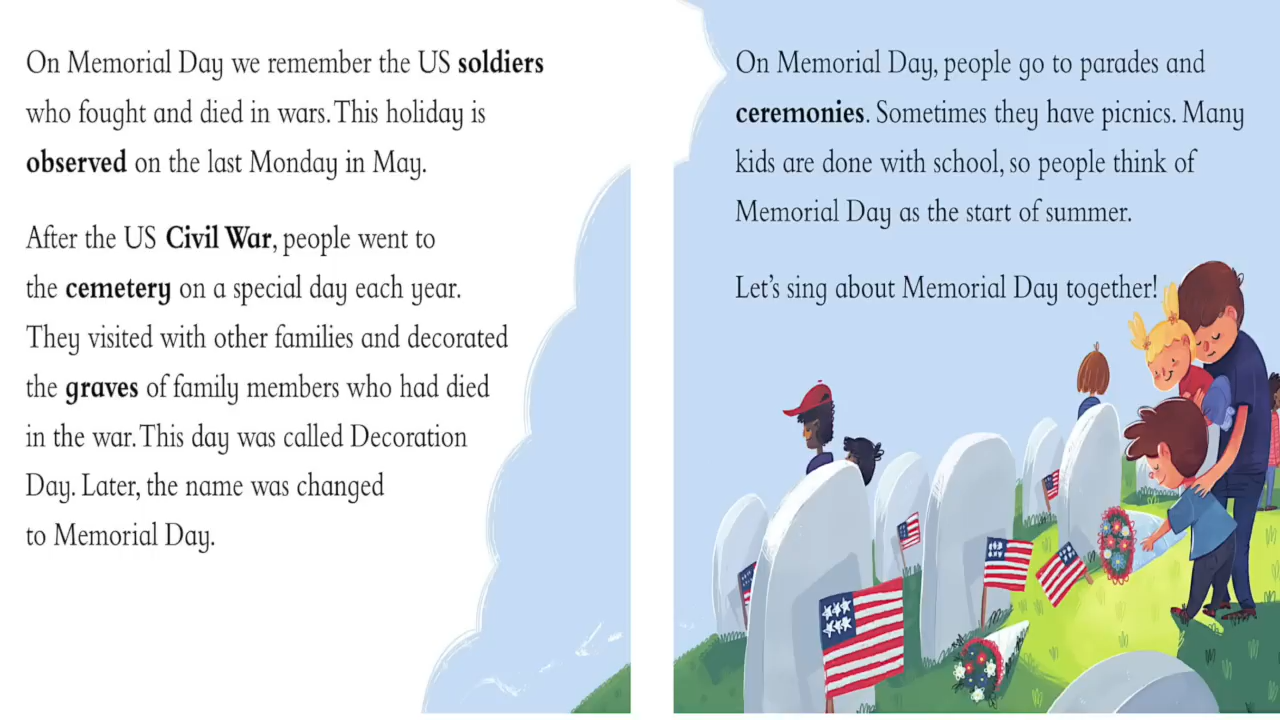 On Memorial Day we remember the US soldiers
who fought and died in wars. This holiday is
observed on the last Monday in May.
After the US Civil War, people went to
the cemetery on a special day each year.
They visited with other families and decorated
the graves of family members who had died
in the war. This day was called Decoration
Day. Later, the name was changed
to Memorial Day.
On Memorial Day, people go to parades and
ceremonies. Sometimes they have picnics. Many
kids are done with school, so people think of
Memorial Day as the start of summer.
Let's sing about Memorial Day together!